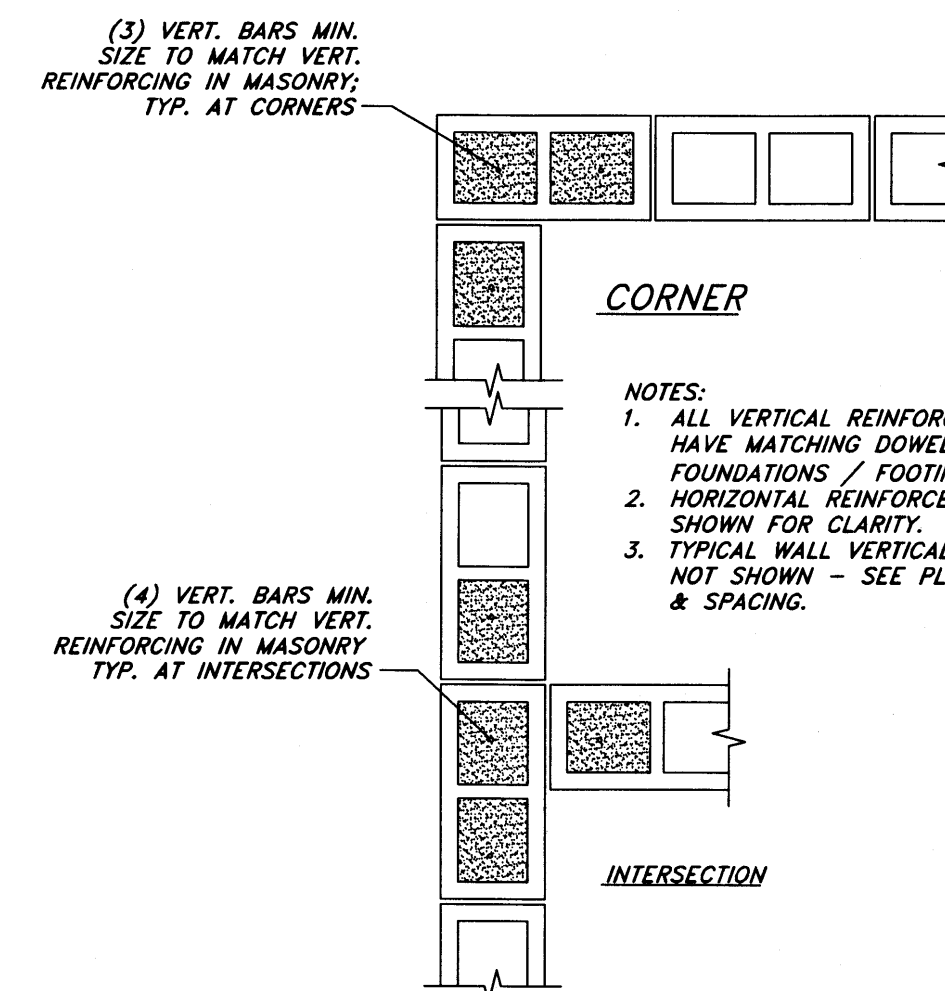 (3) VERT. BARS MIN.
SIZE TO MATCH VERT.
REINFORCING IN MASONRY;
TYP. AT CORNERS
CORNER
NOTES:
1. ALL VERTICAL
HAVE MATCHING
FOUNDATIONS /
2. HORIZONTAL
SHOWN FOR CLARITY.
3. TYPICAL WALL VERTICAL
NOT SHOWN – SEE
& SPACING.
(4) VERT. BARS MIN.
SIZE TO MATCH VERT.
REINFORCING IN MASONRY
TYP. AT INTERSECTIONS
INTERSECTION